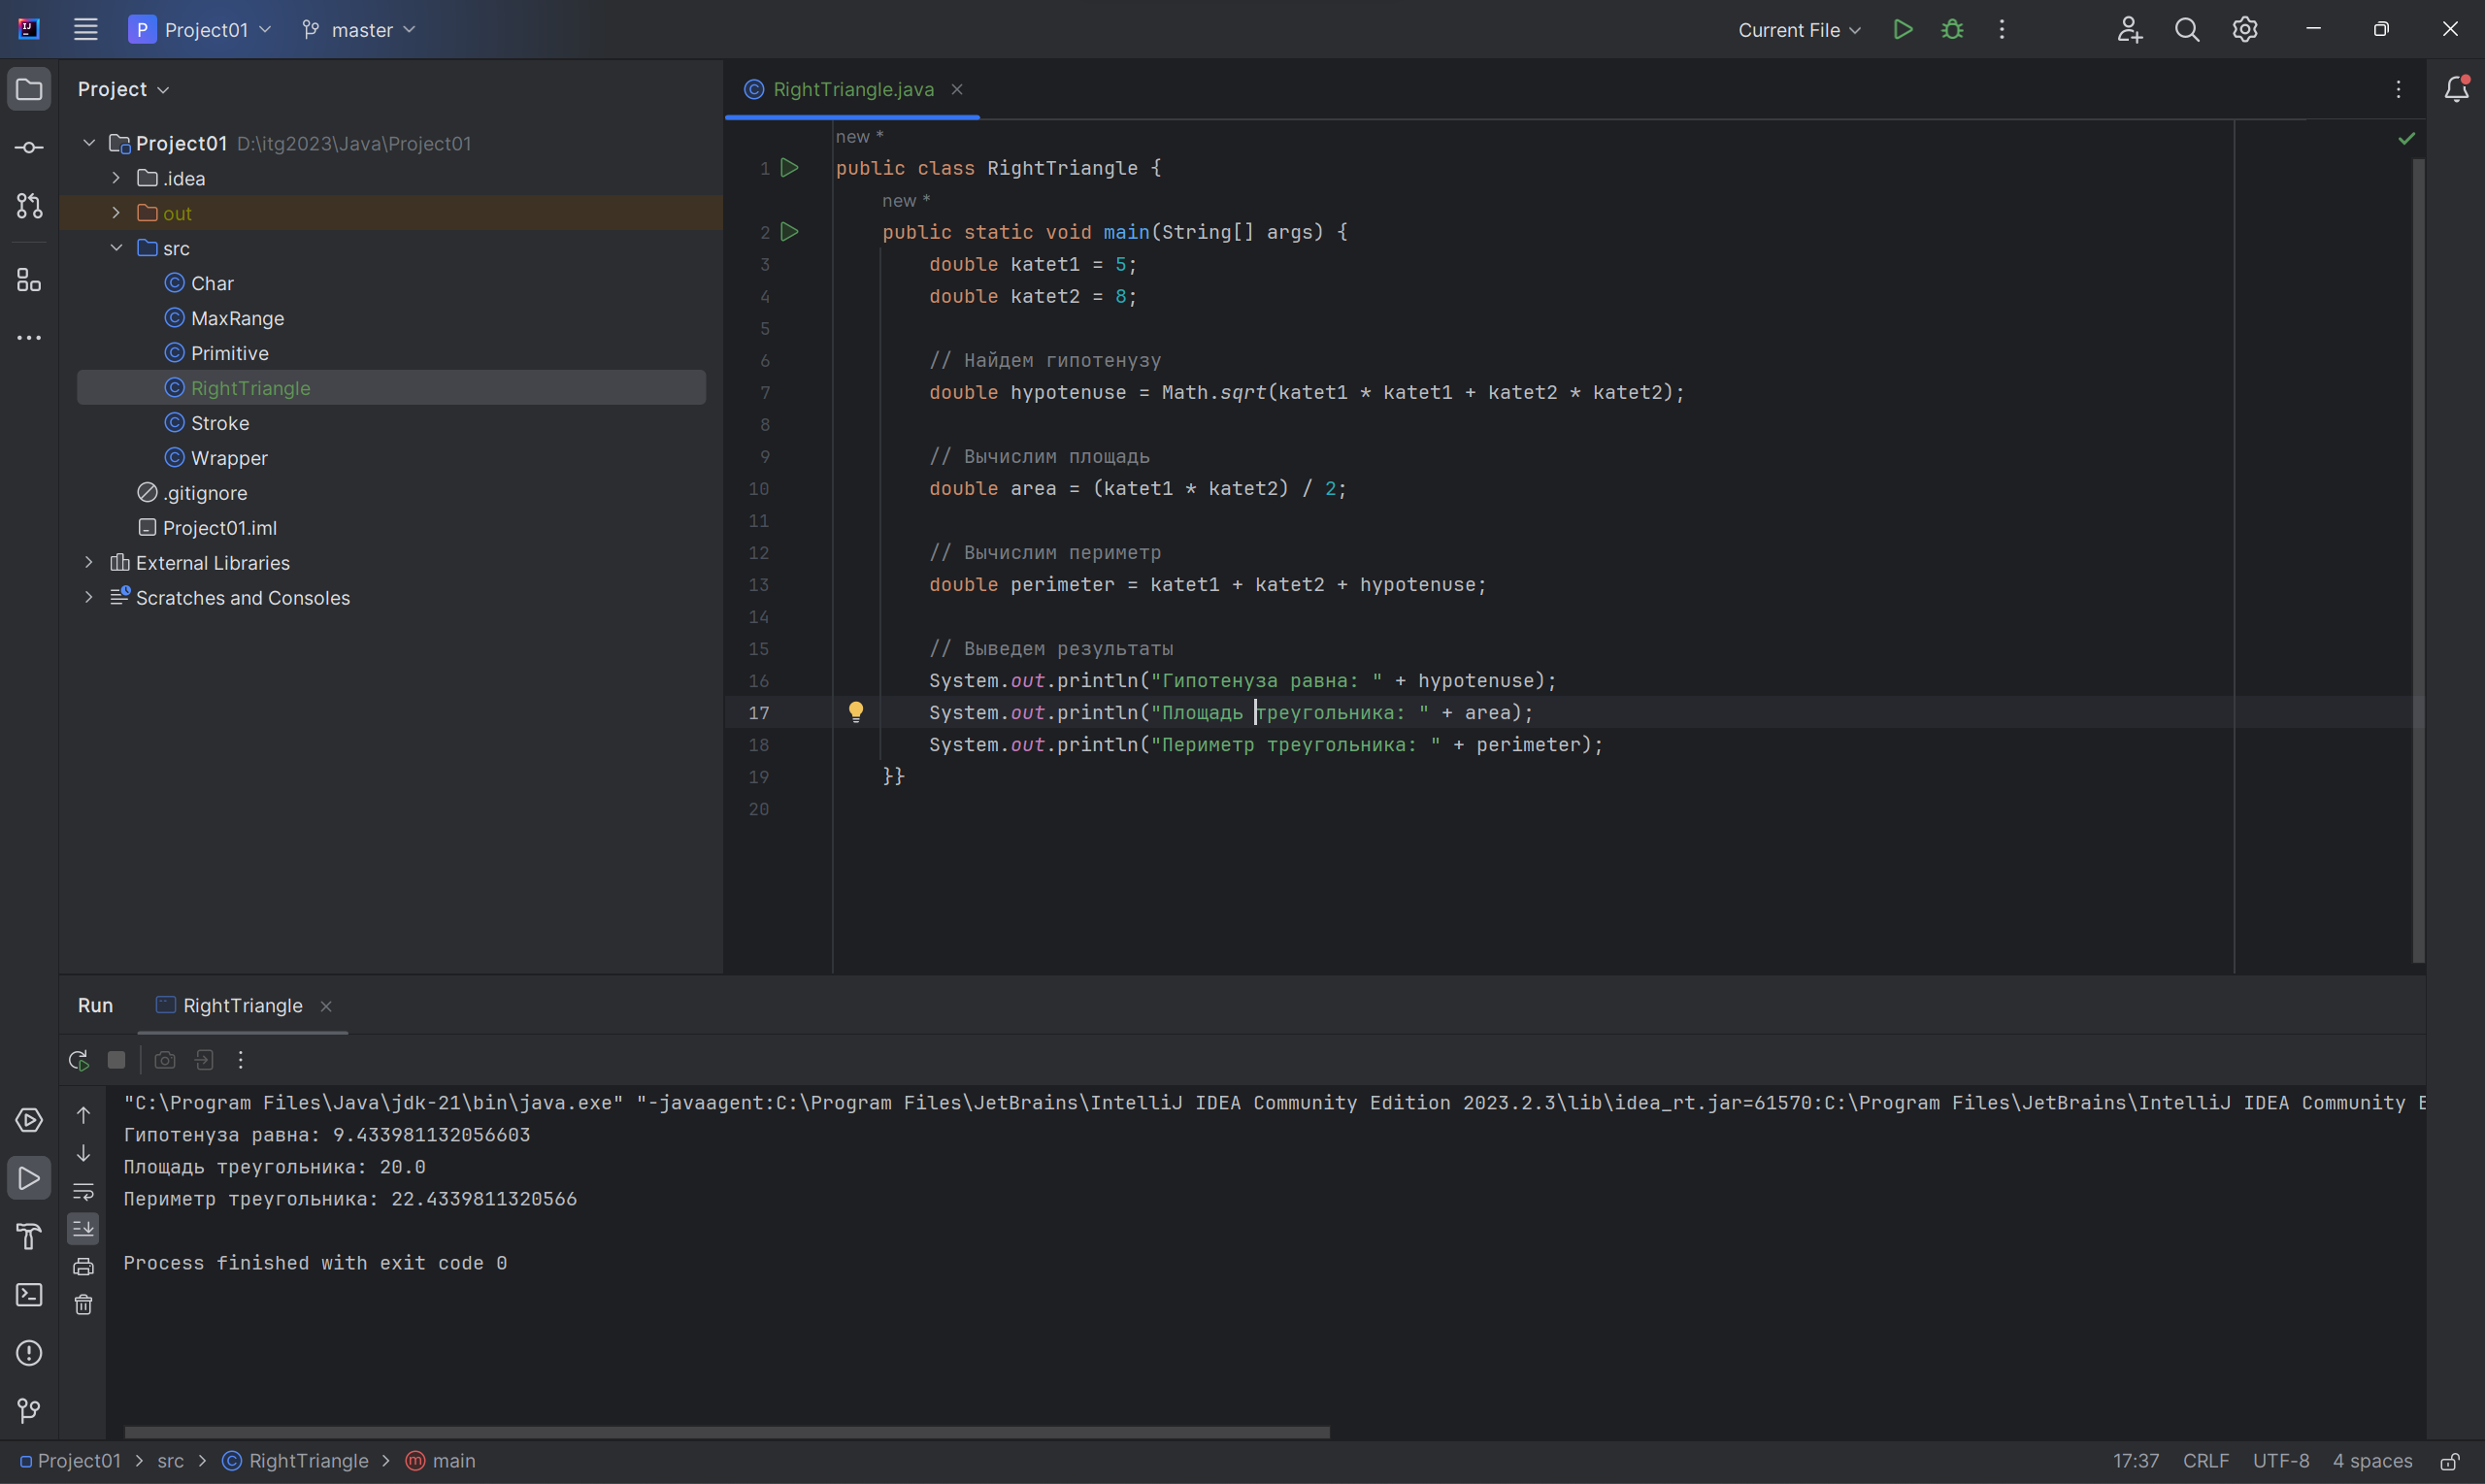 P Project01 master Current File
Project
Project01 D:\itg2023\Java\Project01
.idea
out
src
Char
MaxRange
Primitive
RightTriangle
Stroke
Wrapper
.gitignore
Project01.iml
External Libraries
Scratches and Consoles
RightTriangle.java
new *
1 public class RightTriangle {
new *
2 public static void main(String[] args) {
3 double katet1 = 5;
4 double katet2 = 8;
5
6 // Найдем гипотенузу
7 double hypotenuse = Math.sqrt(katet1 * katet1 + katet2 * katet2);
8
9 // Вычислим площадь
10 double area = (katet1 * katet2) / 2;
11
12 // Вычислим периметр
13 double perimeter = katet1 + katet2 + hypotenuse;
14
15 // Выведем результаты
16 System.out.println("Гипотенуза равна: " + hypotenuse);
17 System.out.println("Площадь треугольника: " + area);
18 System.out.println("Периметр треугольника: " + perimeter);
19 }}
20
Run RightTriangle
"C:\Program Files\Java\jdk-21\bin\java.exe" "-javaagent:C:\Program Files\JetBrains\IntelliJ IDEA Community Edition 2023.2.3\lib\idea_rt.jar=61570:C:\Program Files\JetBrains\IntelliJ IDEA Community E
Гипотенуза равна: 9.433981132056603
Площадь треугольника: 20.0
Периметр треугольника: 22.4339811320566
Process finished with exit code 0
Project01 > src > RightTriangle > main 17:37 CRLF UTF-8 4 spaces